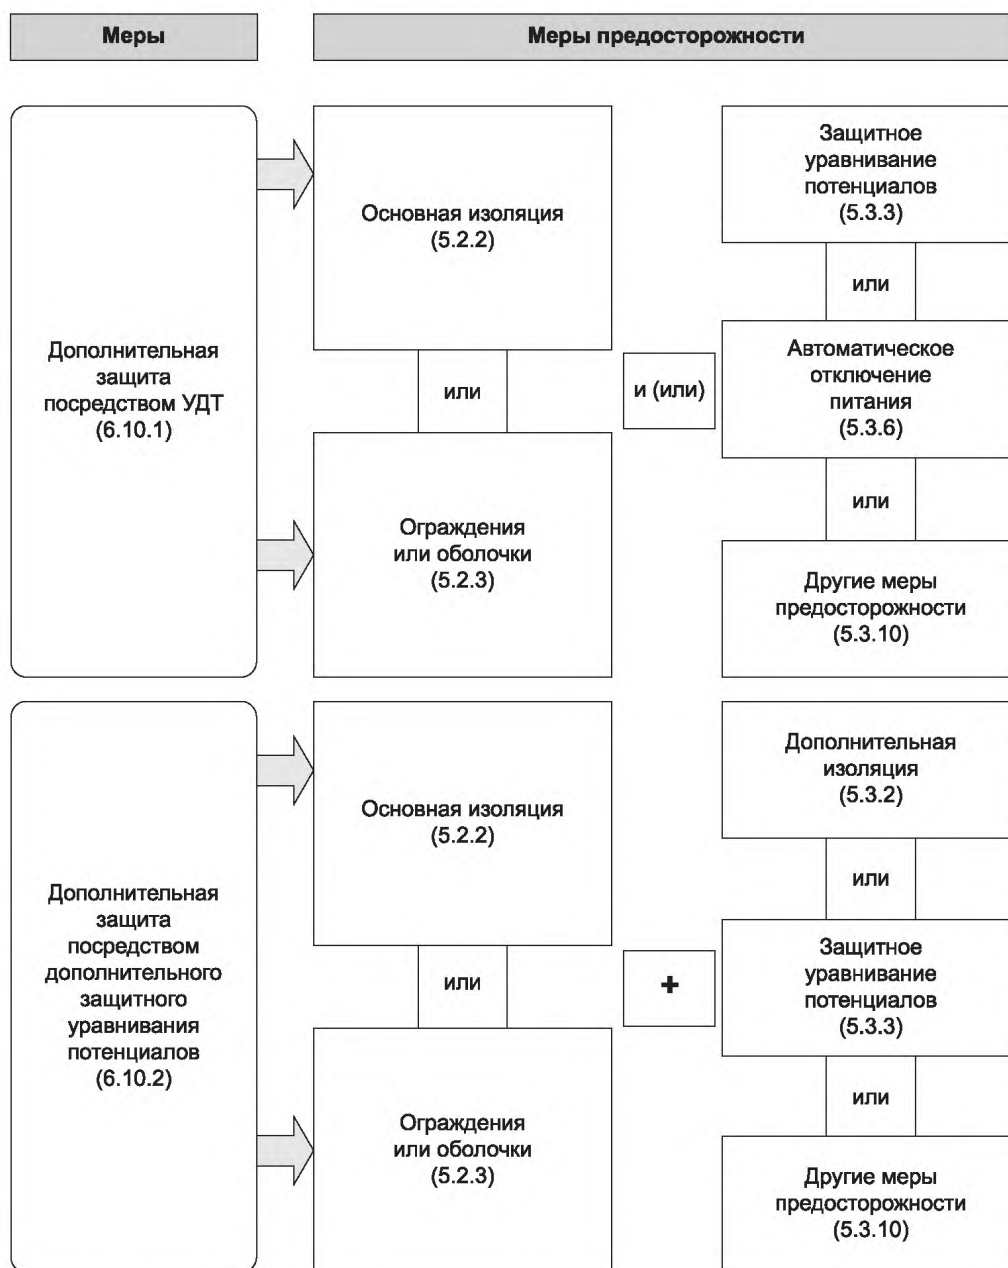 Меры
Меры предосторожности
Дополнительная
защита
посредством УДТ
(6.10.1)
Основная изоляция
(5.2.2)
или
Ограждения
или оболочки
(5.2.3)
и (или)
Защитное
уравнивание
потенциалов
(5.3.3)
или
Автоматическое
отключение
питания
(5.3.6)
или
Другие меры
предосторожности
(5.3.10)
Дополнительная
защита
посредством
дополнительного
защитного
уравнивания
потенциалов
(6.10.2)
Основная изоляция
(5.2.2)
или
Ограждения
или оболочки
(5.2.3)
+
Дополнительная
изоляция
(5.3.2)
или
Защитное
уравнивание
потенциалов
(5.3.3)
или
Другие меры
предосторожности
(5.3.10)